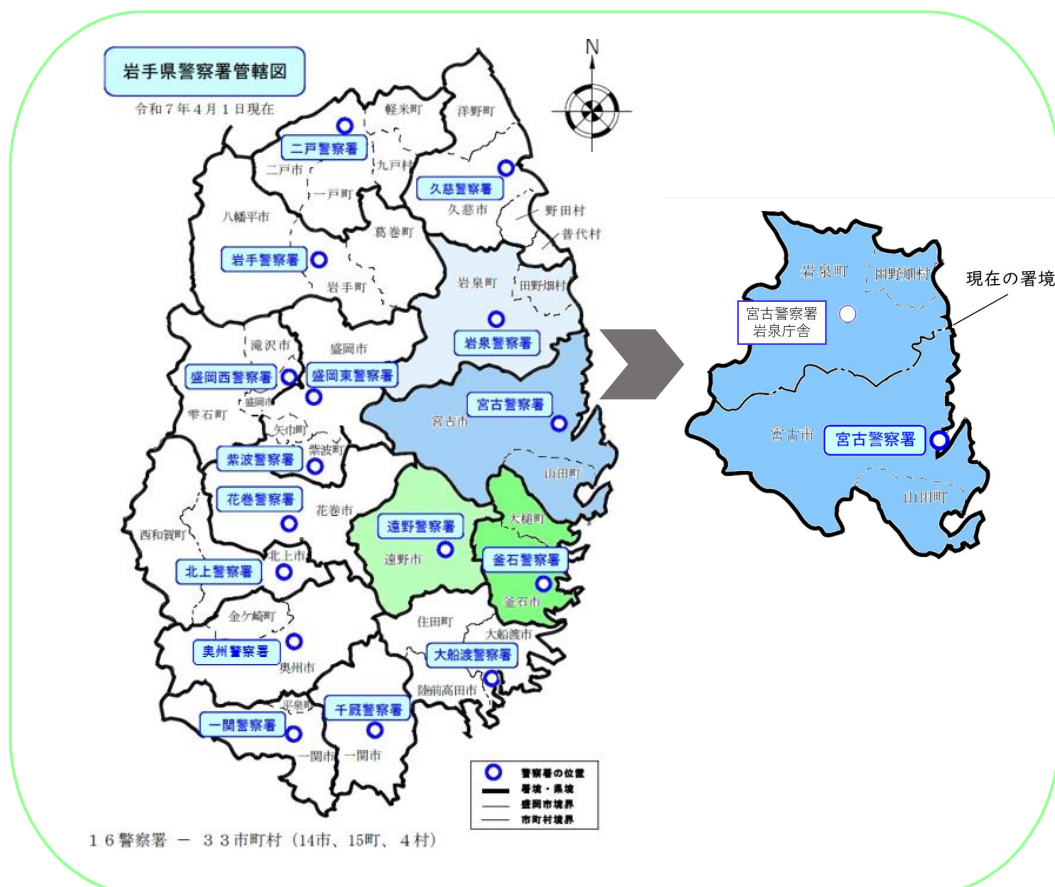 岩手県警察署管轄図
令和7年4月1日現在
N
洋野町
軽米町
二戸警察署
二戸市
九戸村
一戸町
久慈警察署
久慈市
野田村
普代村
八幡平市
葛巻町
岩手警察署
岩手町
岩泉町
田野畑村
岩泉警察署
滝沢市
盛岡市
盛岡西警察署
盛岡東警察署
盛岡市
雫石町
矢巾町
紫波町
紫波警察署
宮古警察署
宮古市
山田町
花巻警察署
花巻市
西和賀町
北上市
北上警察署
遠野警察署
遠野市
大槌町
釜石警察署
釜石市
金ケ崎町
奥州警察署
奥州市
住田町
大船渡市
大船渡警察署
陸前高田市
平泉町
一関警察署
一関市
千厩警察署
一関市
警察署の位置
署境・県境
盛岡市境界
市町村境界
16警察署 － 33市町村（14市、15町、4村）
岩泉町
田野畑村
現在の署境
宮古警察署
岩泉庁舎
宮古市
宮古警察署
山田町